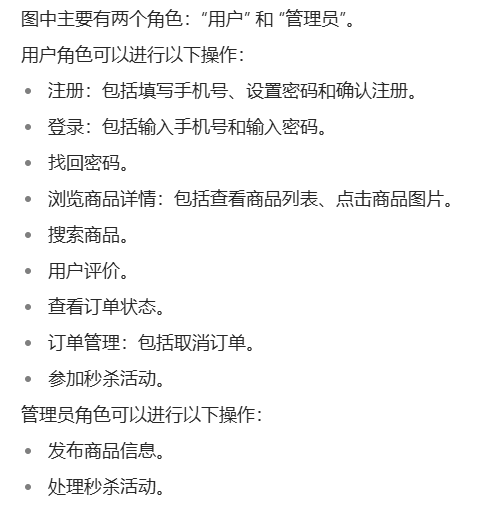 图中主要有两个角色：“用户” 和 “管理员”。
用户角色可以进行以下操作：
• 注册：包括填写手机号、设置密码和确认注册。
• 登录：包括输入手机号和输入密码。
• 找回密码。
• 浏览商品详情：包括查看商品列表、点击商品图片。
• 搜索商品。
• 用户评价。
• 查看订单状态。
• 订单管理：包括取消订单。
• 参加秒杀活动。
管理员角色可以进行以下操作：
• 发布商品信息。
• 处理秒杀活动。